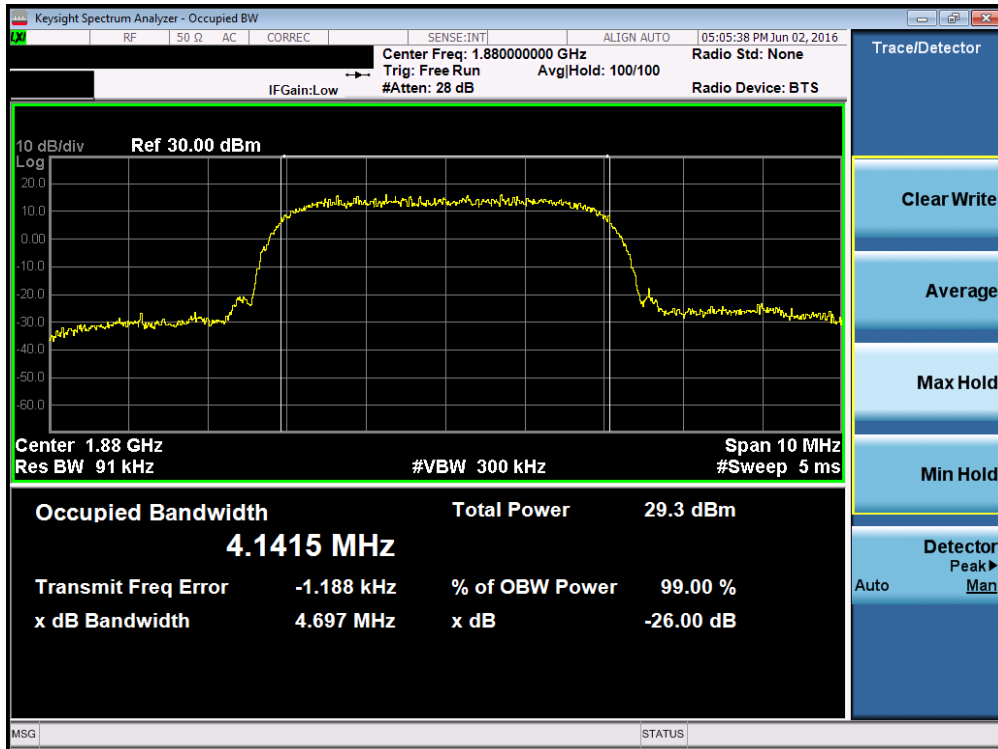 Keysight Spectrum Analyzer - Occupied BW
LXI RF 50 Ω AC CORREC SENSE:INT ALIGN AUTO 05:05:38 PM Jun 02, 2016
Center Freq: 1.880000000 GHz Radio Std: None
Trig: Free Run Avg|Hold: 100/100
IFGain:Low #Atten: 28 dB Radio Device: BTS
10 dB/div Ref 30.00 dBm
Log
20.0
10.0
0.00
-10.0
-20.0
-30.0
-40.0
-50.0
-60.0
Center 1.88 GHz Span 10 MHz
Res BW 91 kHz #VBW 300 kHz #Sweep 5 ms
Occupied Bandwidth Total Power 29.3 dBm
4.1415 MHz
Transmit Freq Error -1.188 kHz % of OBW Power 99.00 %
x dB Bandwidth 4.697 MHz x dB -26.00 dB
MSG STATUS
Trace/Detector
Clear Write
Average
Max Hold
Min Hold
Detector
Peak▶
Auto Man